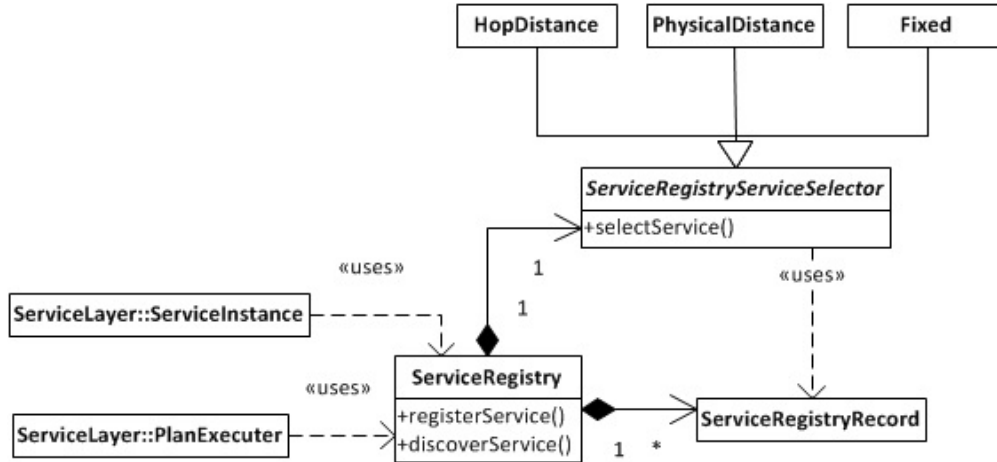 HopDistance
PhysicalDistance
Fixed
ServiceRegistryServiceSelector
+selectService()
1
1
«uses»
«uses»
ServiceLayer::ServiceInstance
«uses»
ServiceLayer::PlanExecuter
ServiceRegistry
+registerService()
+discoverService()
1
*
ServiceRegistryRecord